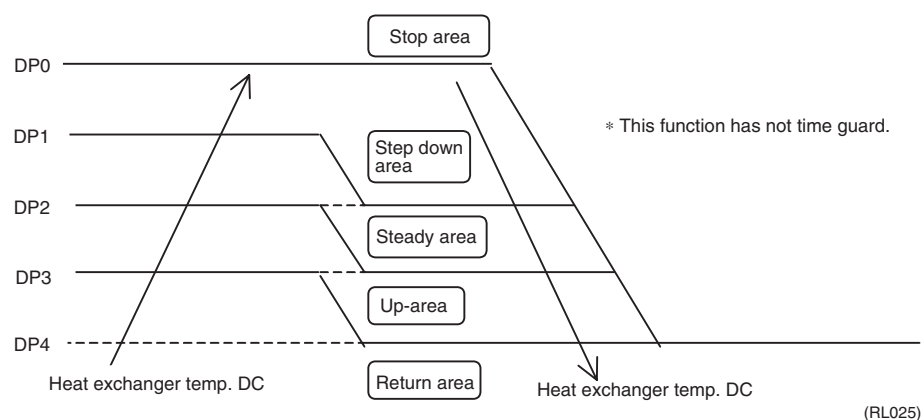 Stop area
DP0
DP1
* This function has not time guard.
Step down
area
DP2
Steady area
DP3
Up-area
DP4
Heat exchanger temp. DC
Return area
Heat exchanger temp. DC
(RL025)